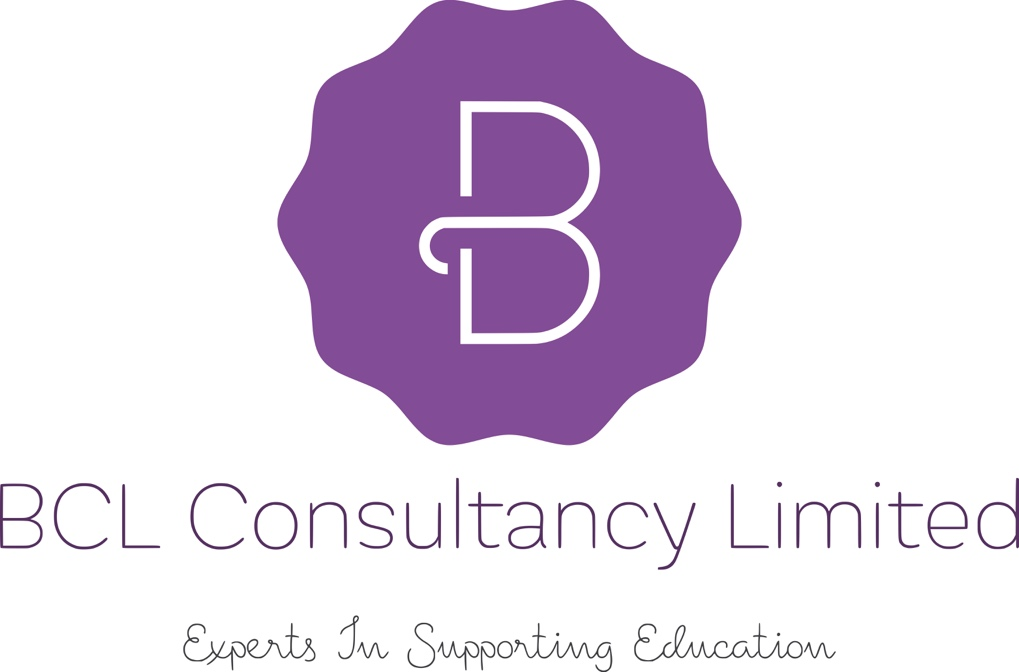 B
BCL Consultancy Limited
Experts In Supporting Education